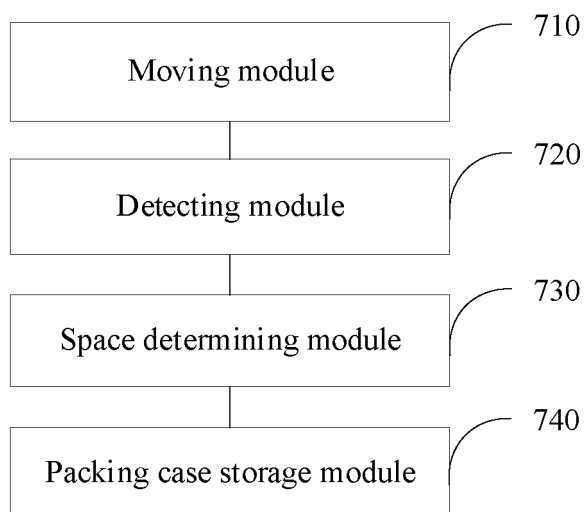 710
Moving module
720
Detecting module
730
Space determining module
740
Packing case storage module